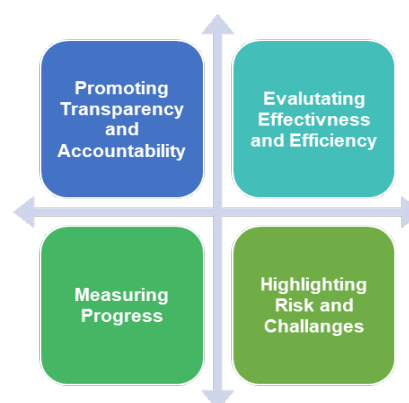 Promoting
Transparency
and
Accountability
Evalutating
Effectivness
and Efficiency
Measuring
Progress
Highlighting
Risk and
Challanges